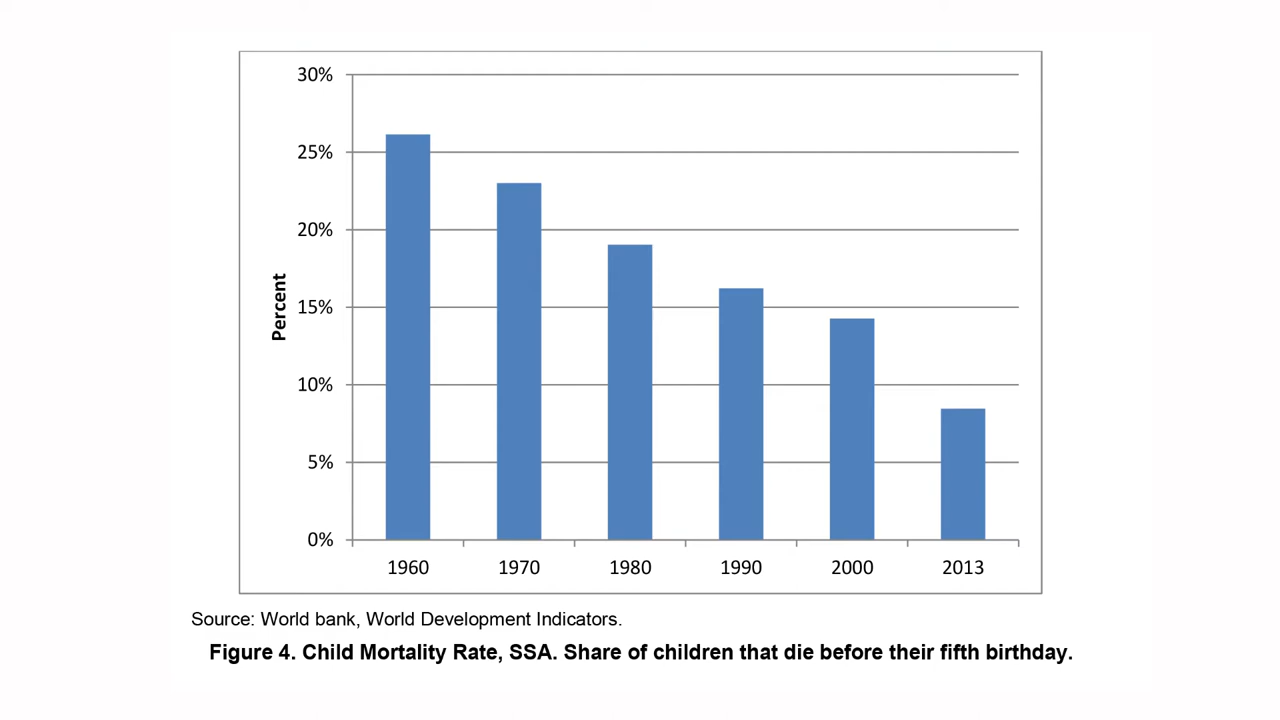 30%
25%
20%
15%
10%
5%
0%
Percent
1960 1970 1980 1990 2000 2013
Source: World bank, World Development Indicators.
Figure 4. Child Mortality Rate, SSA. Share of children that die before their fifth birthday.